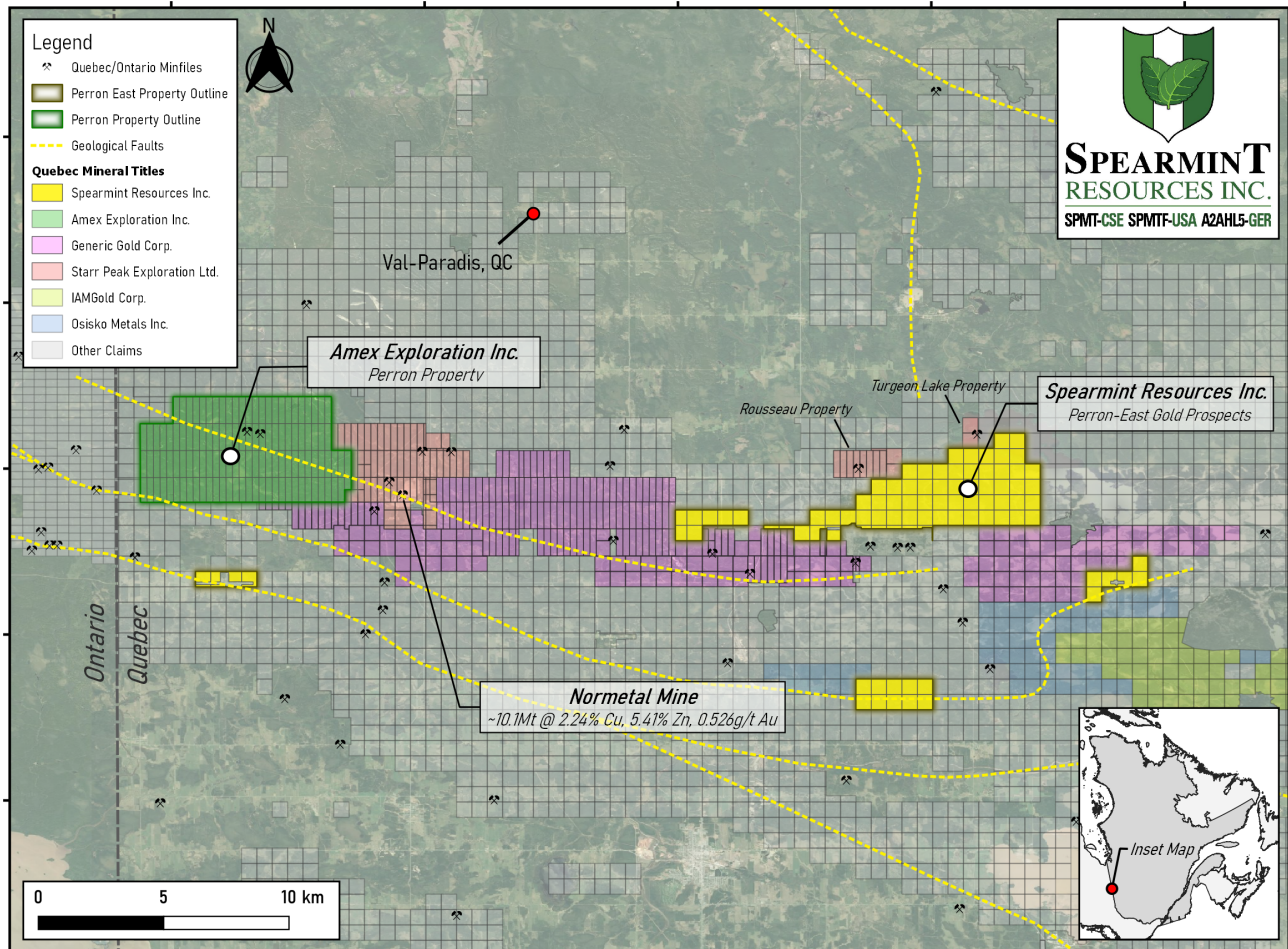 Legend
Quebec/Ontario Minfiles
Perron East Property Outline
Perron Property Outline
Geological Faults
Quebec Mineral Titles
Spearmint Resources Inc.
Amex Exploration Inc.
Generic Gold Corp.
Starr Peak Exploration Ltd.
IAMGold Corp.
Osisko Metals Inc.
Other Claims
N
SPEARMINT
RESOURCES INC.
SPMT-CSE SPMTF-USA A2AHL5-GER
Val-Paradis, QC
Amex Exploration Inc.
Perron Property
Rousseau Property
Turgeon Lake Property
Spearmint Resources Inc.
Perron-East Gold Prospects
Ontario
Quebec
Normetal Mine
~10.1Mt @ 2.24% Cu, 5.41% Zn, 0.526g/t Au
Inset Map
0 5 10 km